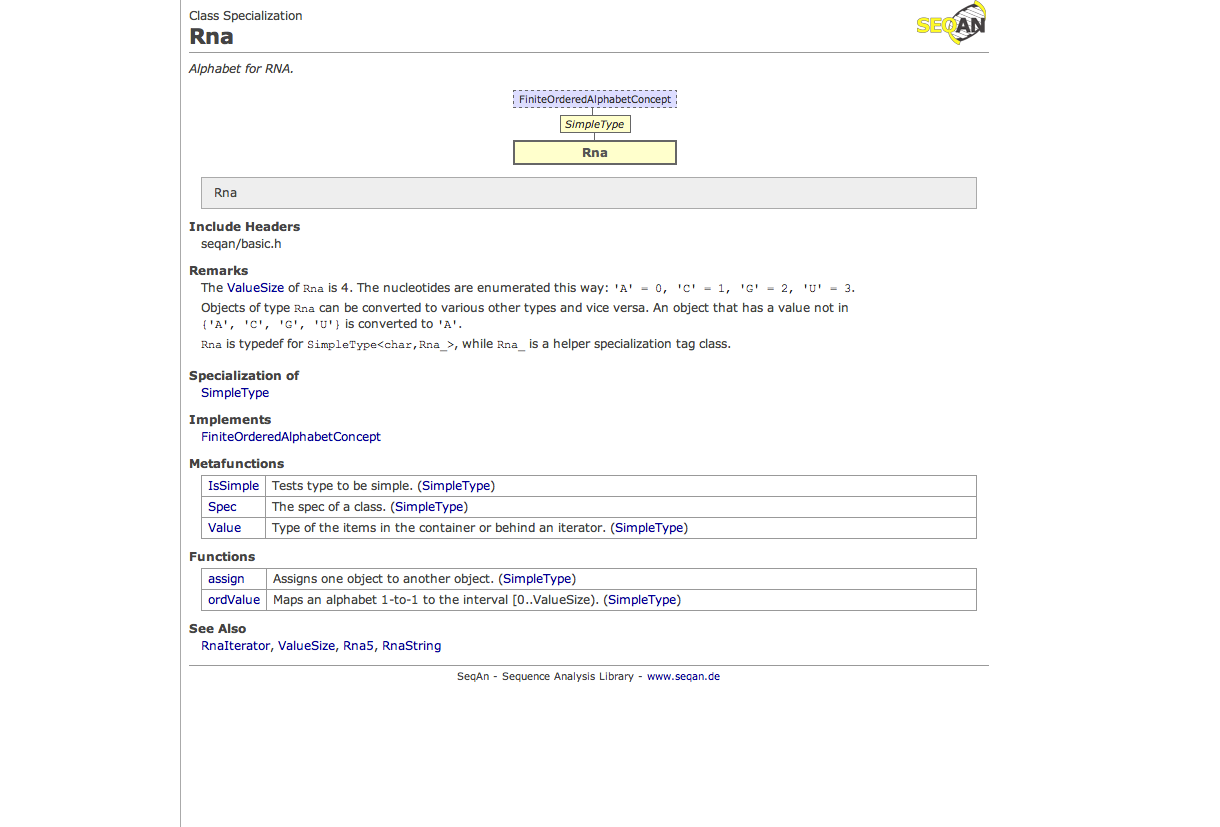 Class Specialization
SEQAN
Rna
Alphabet for RNA.
FiniteOrderedAlphabetConcept
SimpleType
Rna
Rna
Include Headers
seqan/basic.h
Remarks
The ValueSize of Rna is 4. The nucleotides are enumerated this way: 'A' = 0, 'C' = 1, 'G' = 2, 'U' = 3.
Objects of type Rna can be converted to various other types and vice versa. An object that has a value not in
{'A', 'C', 'G', 'U'} is converted to 'A'.
Rna is typedef for SimpleType<char,Rna_>, while Rna_ is a helper specialization tag class.
Specialization of
SimpleType
Implements
FiniteOrderedAlphabetConcept
Metafunctions
IsSimple Tests type to be simple. (SimpleType)
Spec The spec of a class. (SimpleType)
Value Type of the items in the container or behind an iterator. (SimpleType)
Functions
assign Assigns one object to another object. (SimpleType)
ordValue Maps an alphabet 1-to-1 to the interval [0..ValueSize). (SimpleType)
See Also
RnaIterator, ValueSize, Rna5, RnaString
SeqAn - Sequence Analysis Library - www.seqan.de